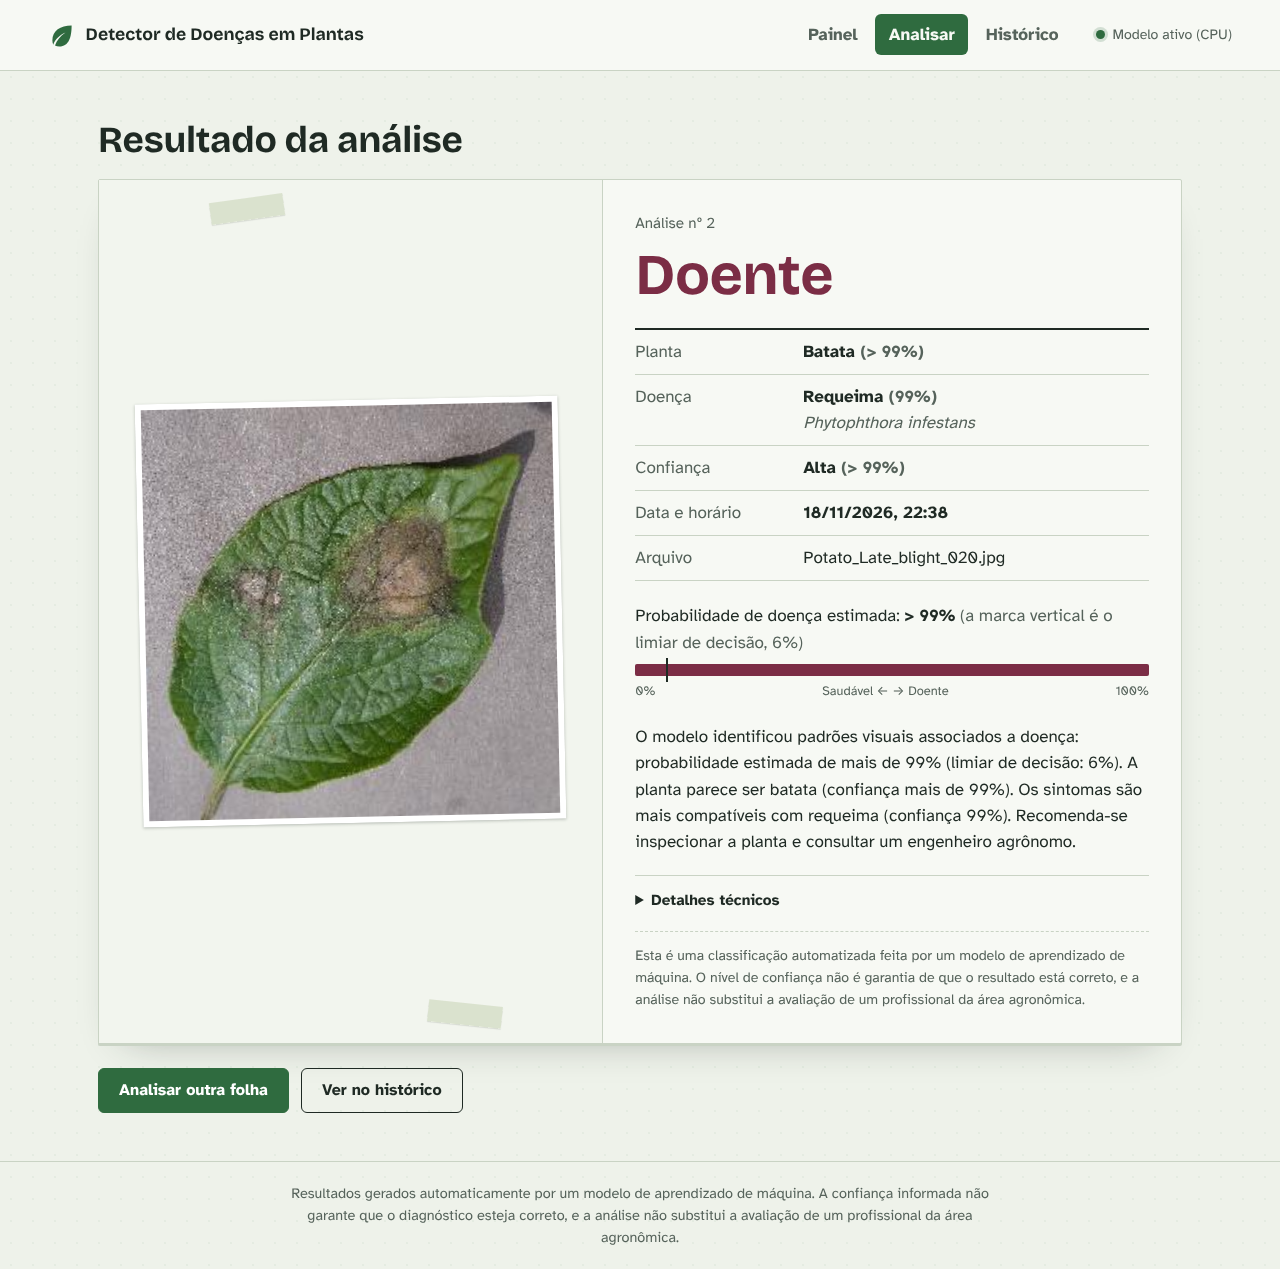 Detector de Doenças em Plantas
Painel
Analisar
Histórico
Modelo ativo (CPU)
Resultado da análise
Análise nº 2
Doente
Planta
Batata (> 99%)
Doença
Requeima (99%)
Phytophthora infestans
Confiança
Alta (> 99%)
Data e horário
18/11/2026, 22:38
Arquivo
Potato_Late_blight_020.jpg
Probabilidade de doença estimada: > 99% (a marca vertical é o
limiar de decisão, 6%)
0%
Saudável ← → Doente
100%
O modelo identificou padrões visuais associados a doença:
probabilidade estimada de mais de 99% (limiar de decisão: 6%). A
planta parece ser batata (confiança mais de 99%). Os sintomas são
mais compatíveis com requeima (confiança 99%). Recomenda-se
inspecionar a planta e consultar um engenheiro agrônomo.
▶ Detalhes técnicos
Esta é uma classificação automatizada feita por um modelo de aprendizado de
máquina. O nível de confiança não é garantia de que o resultado está correto, e a
análise não substitui a avaliação de um profissional da área agronômica.
Analisar outra folha
Ver no histórico
Resultados gerados automaticamente por um modelo de aprendizado de máquina. A confiança informada não
garante que o diagnóstico esteja correto, e a análise não substitui a avaliação de um profissional da área
agronômica.